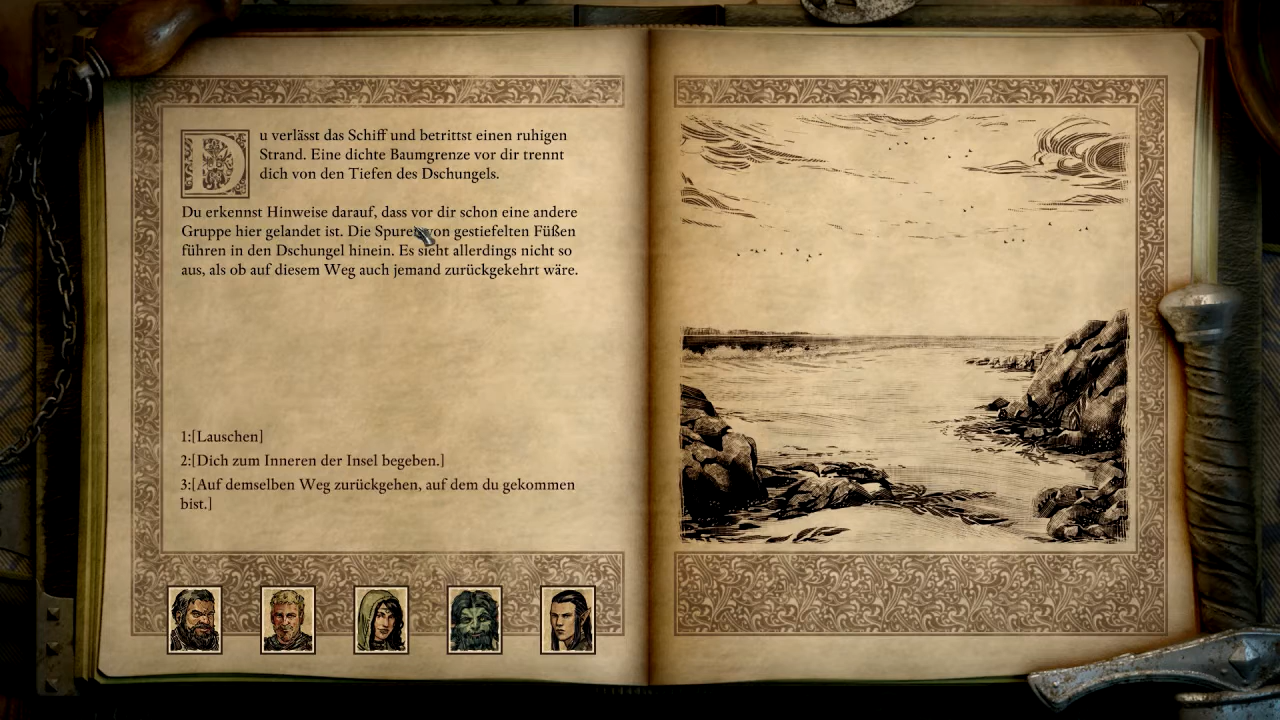 Du verlässt das Schiff und betrittst einen ruhigen
Strand. Eine dichte Baumgrenze vor dir trennt
dich von den Tiefen des Dschungels.
Du erkennst Hinweise darauf, dass vor dir schon eine andere
Gruppe hier gelandet ist. Die Spuren von gestiefelten Füßen
führen in den Dschungel hinein. Es sieht allerdings nicht so
aus, als ob auf diesem Weg auch jemand zurückgekehrt wäre.
1:[Lauschen]
2:[Dich zum Inneren der Insel begeben.]
3:[Auf demselben Weg zurückgehen, auf dem du gekommen
bist.]